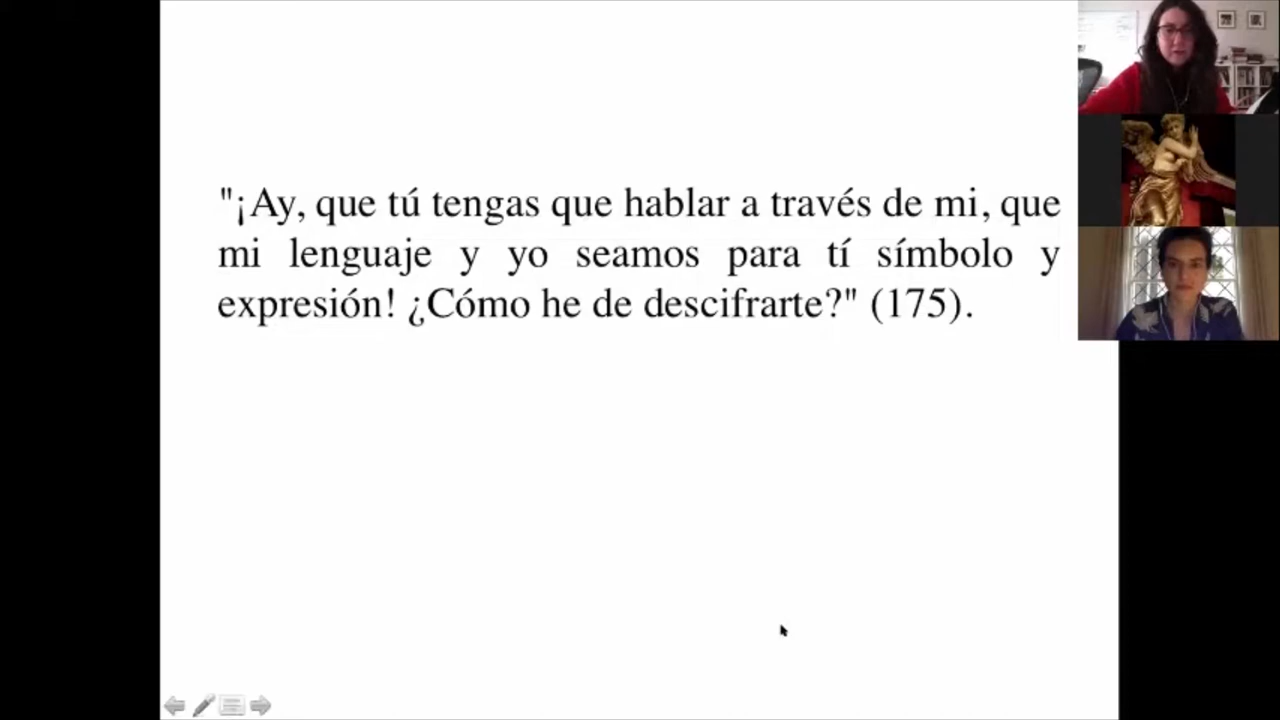 "¡Ay, que tú tengas que hablar a través de mi, que
mi lenguaje y yo seamos para tí símbolo y
expresión! ¿Cómo he de descifrarte?" (175).